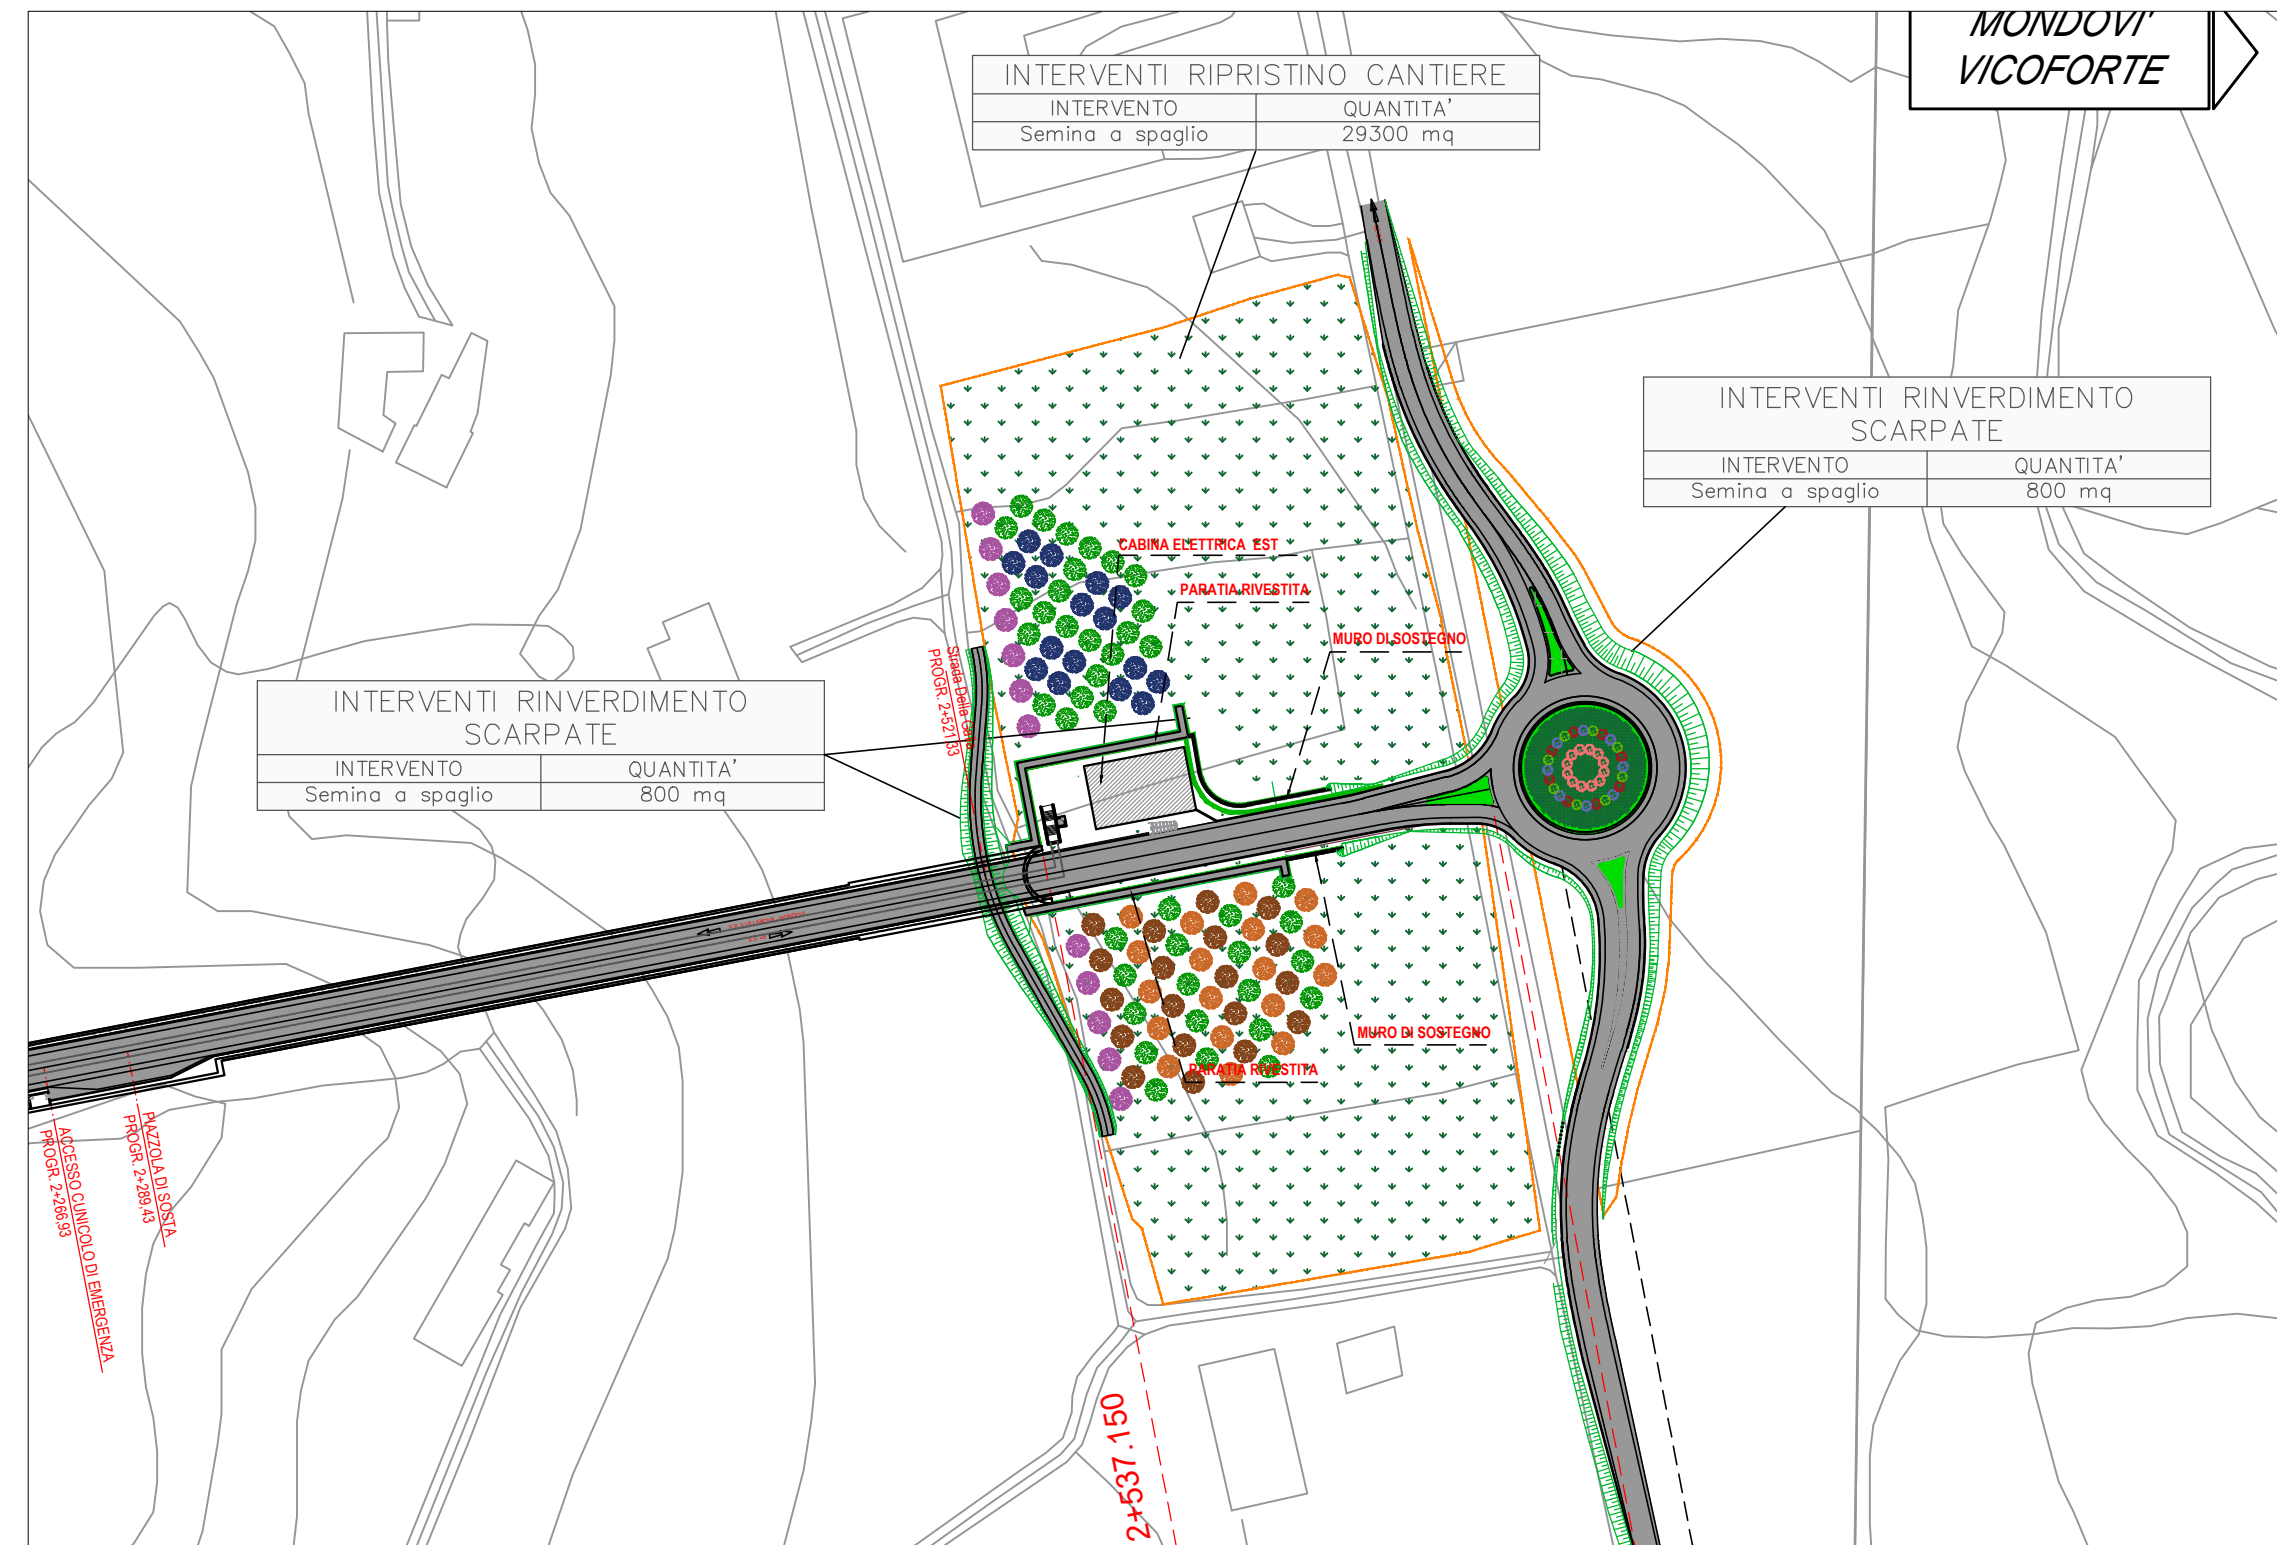 MONDOVI'
VICOFORTE
INTERVENTI RIPRISTINO CANTIERE
INTERVENTO QUANTITA'
Semina a spaglio 29300 mq
INTERVENTI RINVERDIMENTO
SCARPATE
INTERVENTO QUANTITA'
Semina a spaglio 800 mq
CABINA ELETTRICA EST
PARATIA RIVESTITA
MURO DI SOSTEGNO
Strada Della
PROGR. 2+521,33
INTERVENTI RINVERDIMENTO
SCARPATE
INTERVENTO QUANTITA'
Semina a spaglio 800 mq
MURO DI SOSTEGNO
PARATIA RIVESTITA
PIAZZOLA DI SOSTA
PROGR. 2+289,43
ACCESSO CUNICOLO DI EMERGENZA
PROGR. 2+266,93
2+537.150